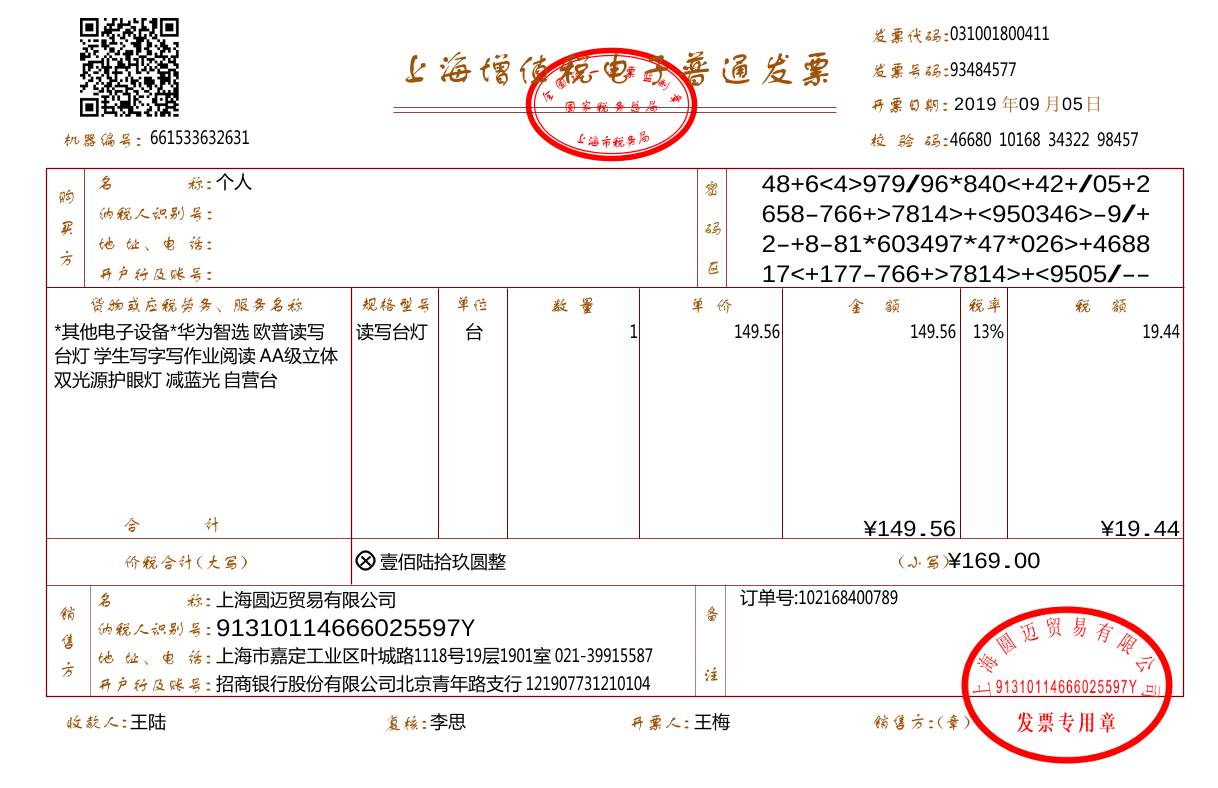 上海增值税电子普通发票
全国统一发票监制章
国家税务总局
上海市税务局
发票代码:031001800411
发票号码:93484577
开票日期: 2019 年09 月05日
机器编号: 661533632631
校 验 码:46680 10168 34322 98457
购买方
名 称: 个人
纳税人识别号:
地 址、电 话:
开户行及账号:
密码区
48+6<4>979/96*840<+42+/05+2
658-766+>7814>+<950346>-9/+
2-+8-81*603497*47*026>+4688
17<+177-766+>7814>+<9505/--
货物或应税劳务、服务名称 规格型号 单位 数 量 单 价 金 额 税率 税 额
*其他电子设备*华为智选 欧普读写 读写台灯 台 1 149.56 149.56 13% 19.44
台灯 学生写字写作业阅读 AA级立体
双光源护眼灯 减蓝光 自营台
合 计 ¥149.56 ¥19.44
价税合计(大写) ⊗ 壹佰陆拾玖圆整 (小写)¥169.00
销售方
名 称: 上海圆迈贸易有限公司
纳税人识别号: 91310114666025597Y
地 址、电 话: 上海市嘉定工业区叶城路1118号19层1901室 021-39915587
开户行及账号: 招商银行股份有限公司北京青年路支行 121907731210104
备注
订单号:102168400789
上海圆迈贸易有限公司
91310114666025597Y
发票专用章
收款人: 王陆 复核: 李思 开票人: 王梅 销售方:(章)